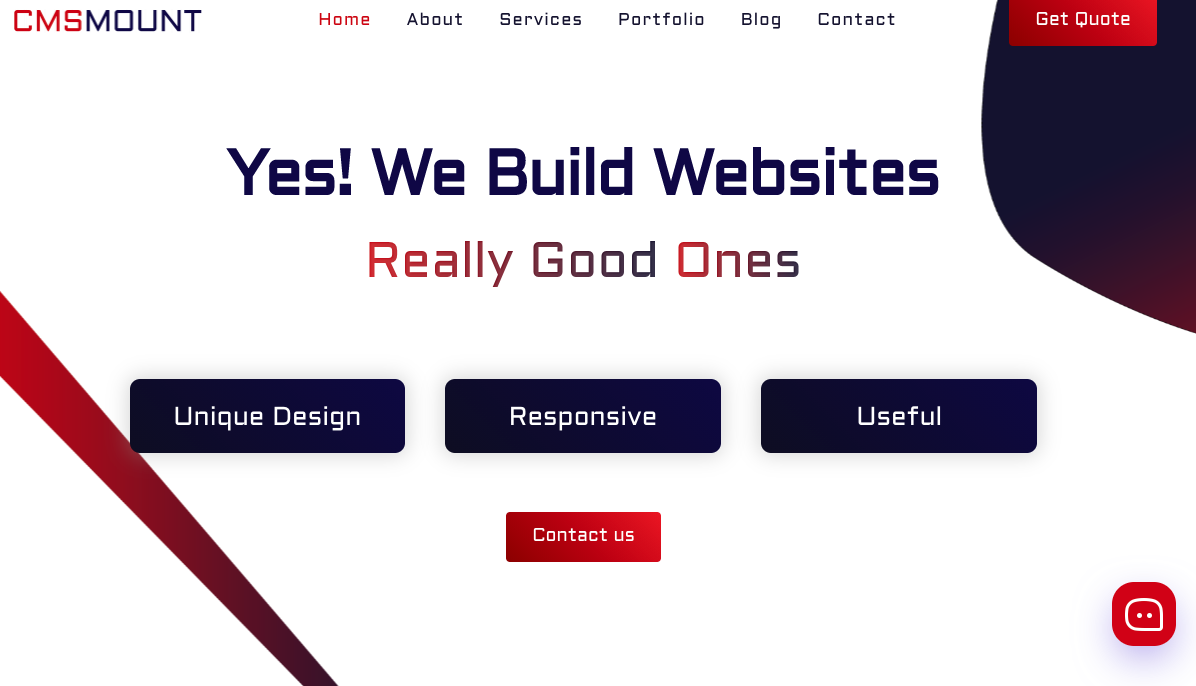 CMSMOUNT Home About Services Portfolio Blog Contact Get Quote
Yes! We Build Websites
Really Good Ones
Unique Design Responsive Useful
Contact us